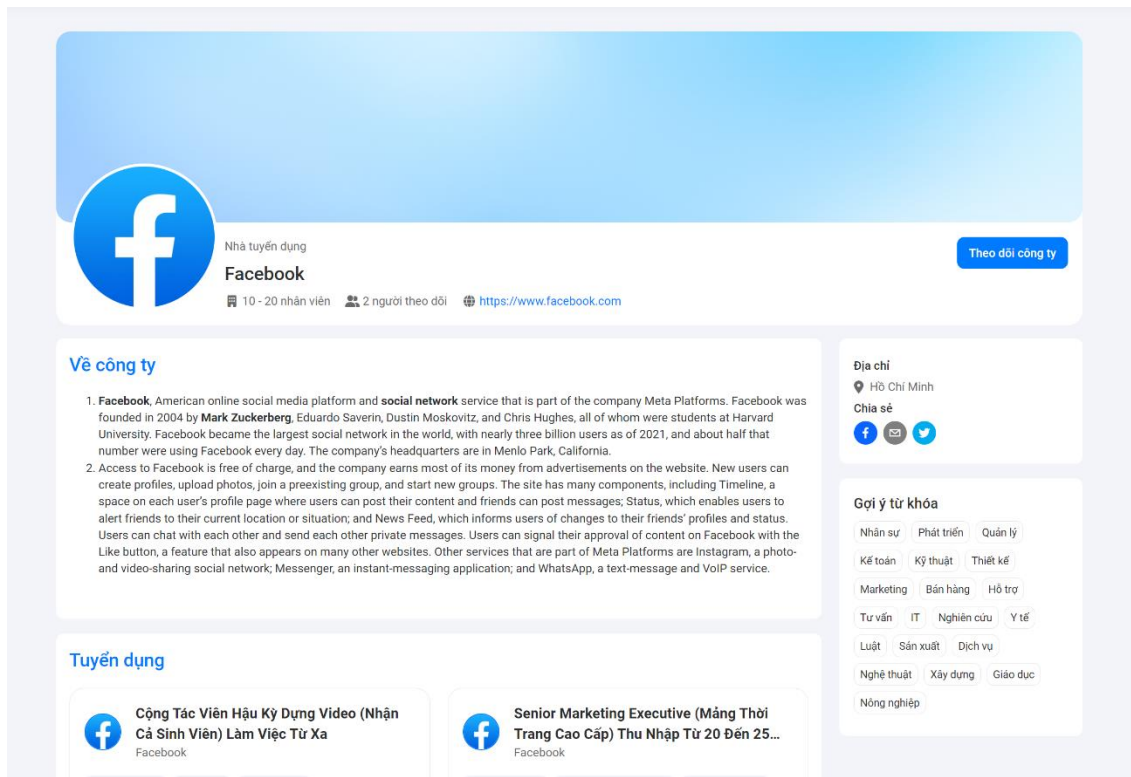 Nhà tuyển dụng
Facebook
10 - 20 nhân viên 2 người theo dõi https://www.facebook.com
Theo dõi công ty
Về công ty
1. Facebook, American online social media platform and social network service that is part of the company Meta Platforms. Facebook was
founded in 2004 by Mark Zuckerberg, Eduardo Saverin, Dustin Moskovitz, and Chris Hughes, all of whom were students at Harvard
University. Facebook became the largest social network in the world, with nearly three billion users as of 2021, and about half that
number were using Facebook every day. The company's headquarters are in Menlo Park, California.
2. Access to Facebook is free of charge, and the company earns most of its money from advertisements on the website. New users can
create profiles, upload photos, join a preexisting group, and start new groups. The site has many components, including Timeline, a
space on each user's profile page where users can post their content and friends can post messages; Status, which enables users to
alert friends to their current location or situation; and News Feed, which informs users of changes to their friends' profiles and status.
Users can chat with each other and send each other private messages. Users can signal their approval of content on Facebook with the
Like button, a feature that also appears on many other websites. Other services that are part of Meta Platforms are Instagram, a photo-
and video-sharing social network; Messenger, an instant-messaging application; and WhatsApp, a text-message and VoIP service.
Địa chỉ
Hồ Chí Minh
Chia sẻ
Gợi ý từ khóa
Nhân sự Phát triển Quản lý
Kế toán Kỹ thuật Thiết kế
Marketing Bán hàng Hỗ trợ
Tư vấn IT Nghiên cứu Y tế
Luật Sản xuất Dịch vụ
Nghệ thuật Xây dựng Giáo dục
Nông nghiệp
Tuyển dụng
Cộng Tác Viên Hậu Kỳ Dựng Video (Nhận
Cả Sinh Viên) Làm Việc Từ Xa
Facebook
Senior Marketing Executive (Mảng Thời
Trang Cao Cấp) Thu Nhập Từ 20 Đến 25...
Facebook